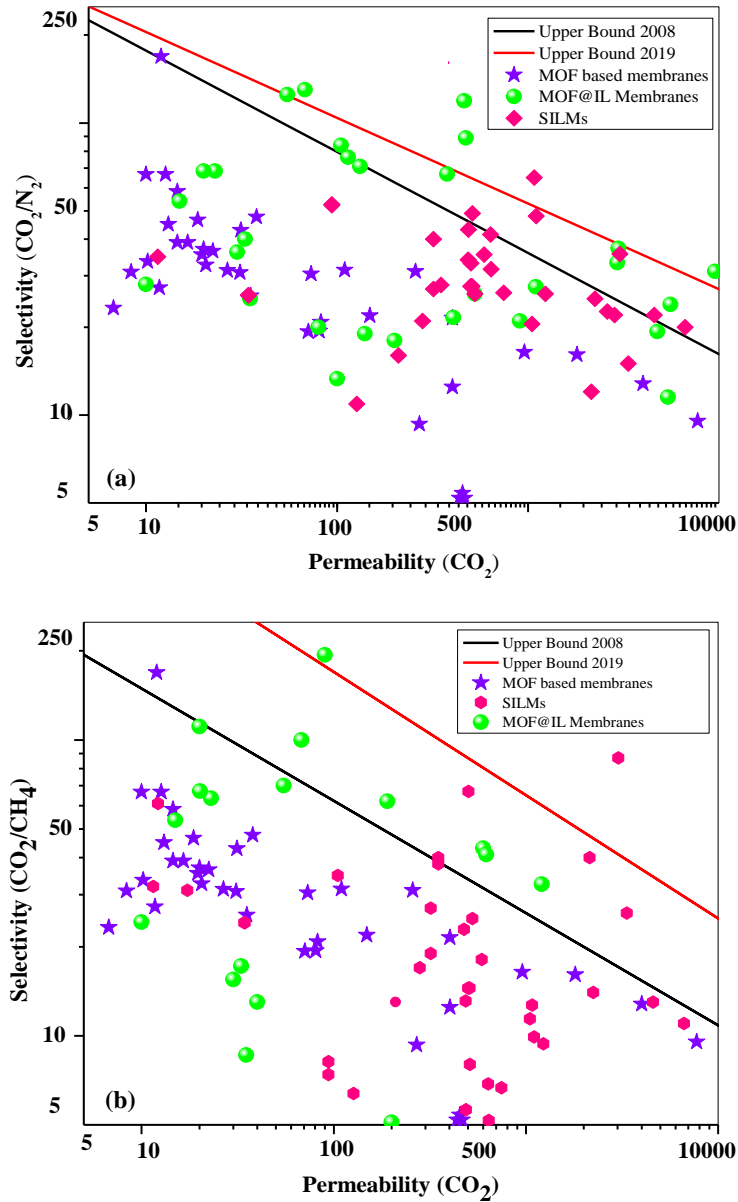 250
50
10
5
Selectivity (CO2/N2)
Upper Bound 2008
Upper Bound 2019
MOF based membranes
MOF@IL Membranes
SILMs
(a)
5 10 100 500 10000
Permeability (CO2)
250
50
10
5
Selectivity (CO2/CH4)
Upper Bound 2008
Upper Bound 2019
MOF based membranes
SILMs
MOF@IL Membranes
(b)
5 10 100 500 10000
Permeability (CO2)